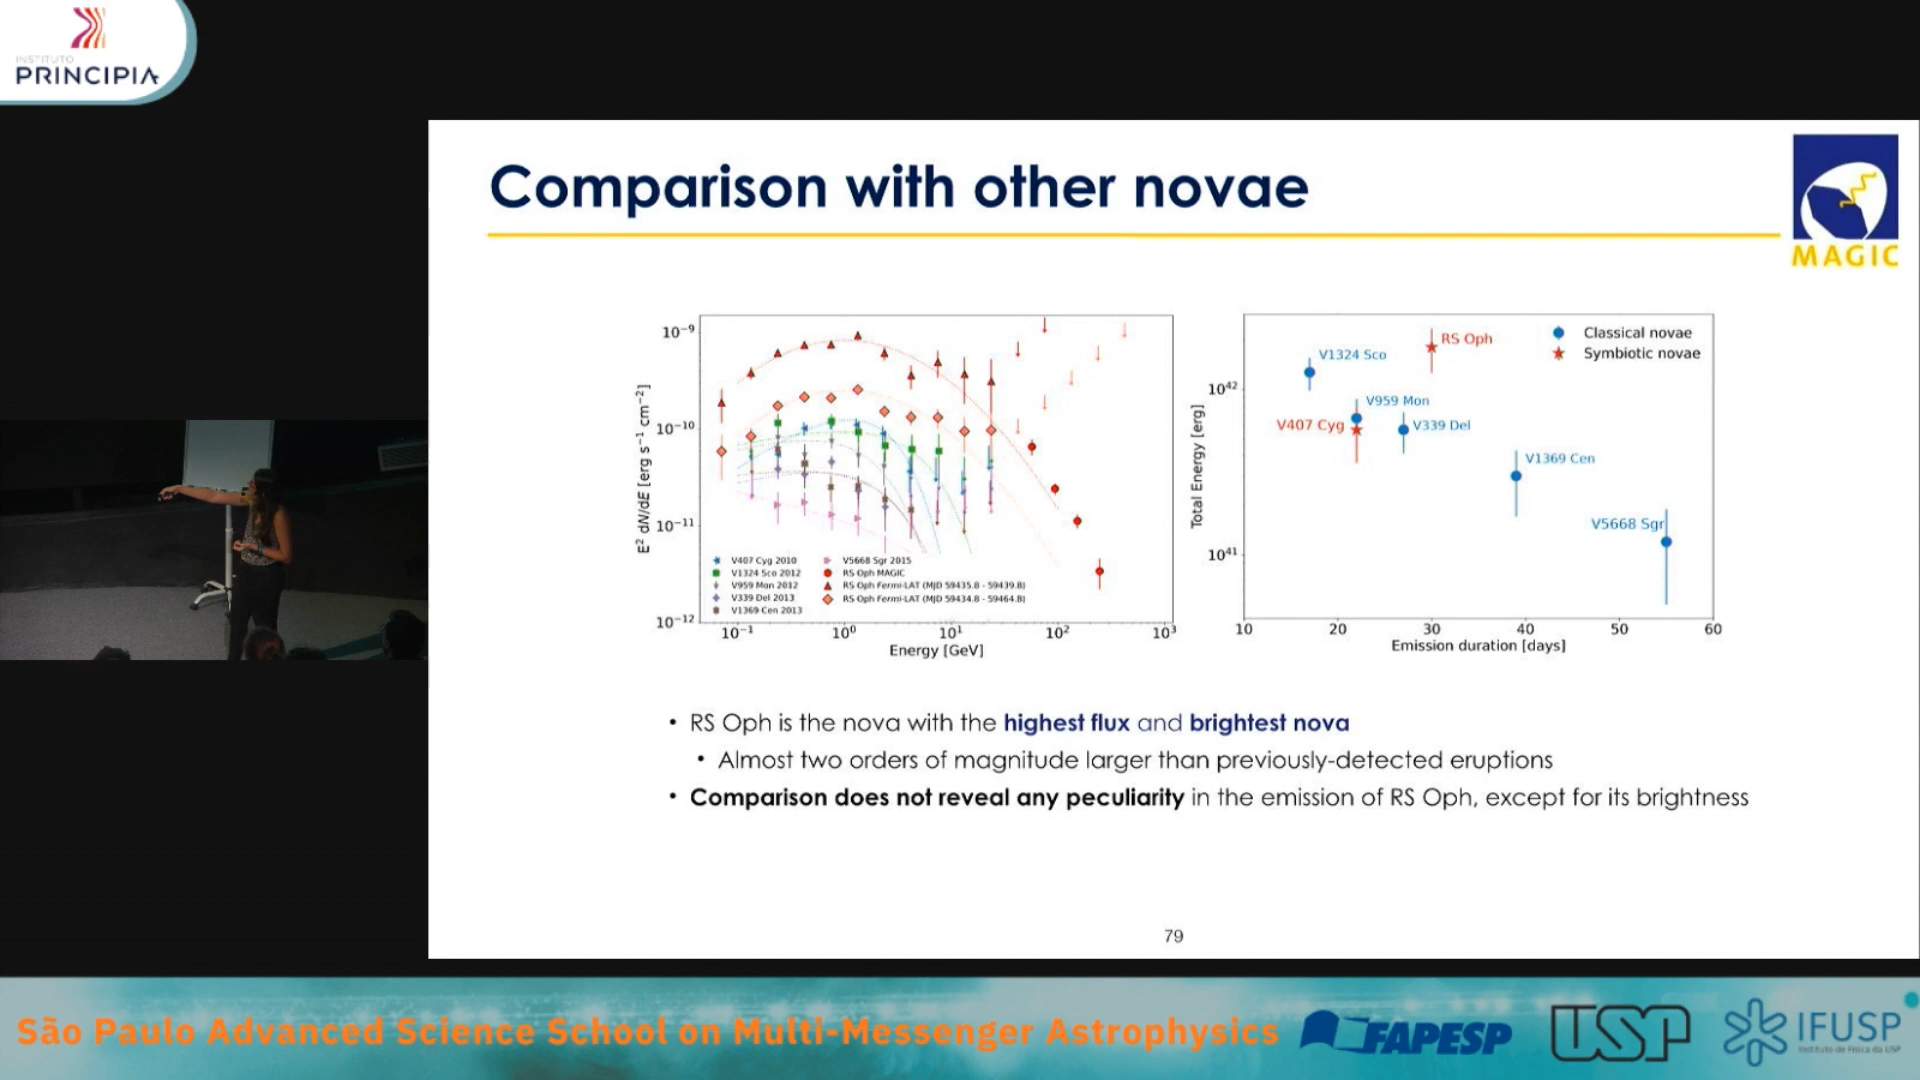 INSTITUTO
PRINCIPIA
Comparison with other novae
MAGIC
10⁻⁹
10⁻¹⁰
10⁻¹¹
10⁻¹²
E² dN/dE [erg s⁻¹ cm⁻²]
V407 Cyg 2010
V1324 Sco 2012
V959 Mon 2012
V339 Del 2013
V1369 Cen 2013
V5668 Sgr 2015
RS Oph MAGIC
RS Oph Fermi-LAT (MJD 59435.8 - 59439.8)
RS Oph Fermi-LAT (MJD 59434.8 - 59464.8)
10⁻¹ 10⁰ 10¹ 10² 10³
Energy [GeV]
Total Energy [erg]
10⁴²
10⁴¹
Classical novae
Symbiotic novae
RS Oph
V1324 Sco
V959 Mon
V407 Cyg
V339 Del
V1369 Cen
V5668 Sgr
10 20 30 40 50 60
Emission duration [days]
• RS Oph is the nova with the highest flux and brightest nova
• Almost two orders of magnitude larger than previously-detected eruptions
• Comparison does not reveal any peculiarity in the emission of RS Oph, except for its brightness
79
São Paulo Advanced Science School on Multi-Messenger Astrophysics
FAPESP
USP
IFUSP
Instituto de Física da USP